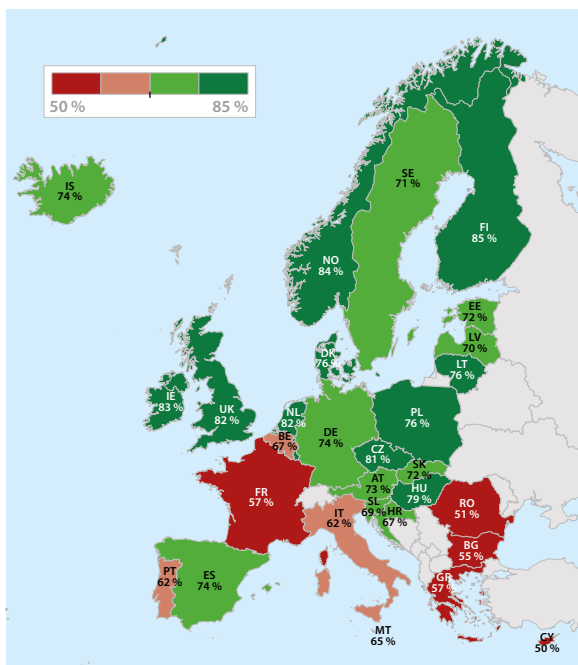 50 %
85 %
IS
74 %
SE
71 %
FI
85 %
NO
84 %
EE
72 %
LV
70 %
LT
76 %
DK
76 %
IE
83 %
UK
82 %
NL
82 %
BE
67 %
DE
74 %
PL
76 %
CZ
81 %
SK
72 %
AT
73 %
HU
79 %
SL
69 %
HR
67 %
FR
57 %
IT
62 %
RO
51 %
BG
55 %
PT
62 %
ES
74 %
GR
57 %
MT
65 %
CY
50 %